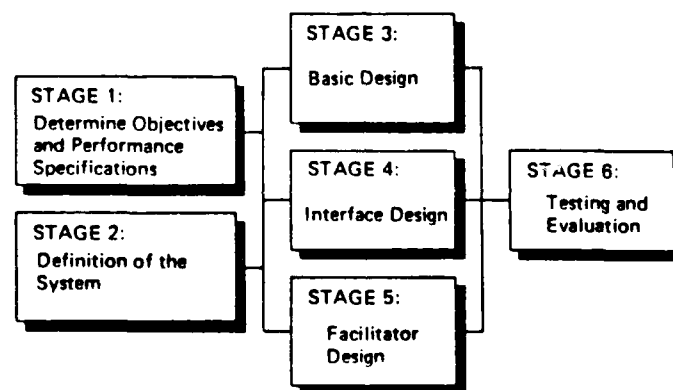 STAGE 1:
Determine Objectives
and Performance
Specifications
STAGE 2:
Definition of the
System
STAGE 3:
Basic Design
STAGE 4:
Interface Design
STAGE 5:
Facilitator
Design
STAGE 6:
Testing and
Evaluation